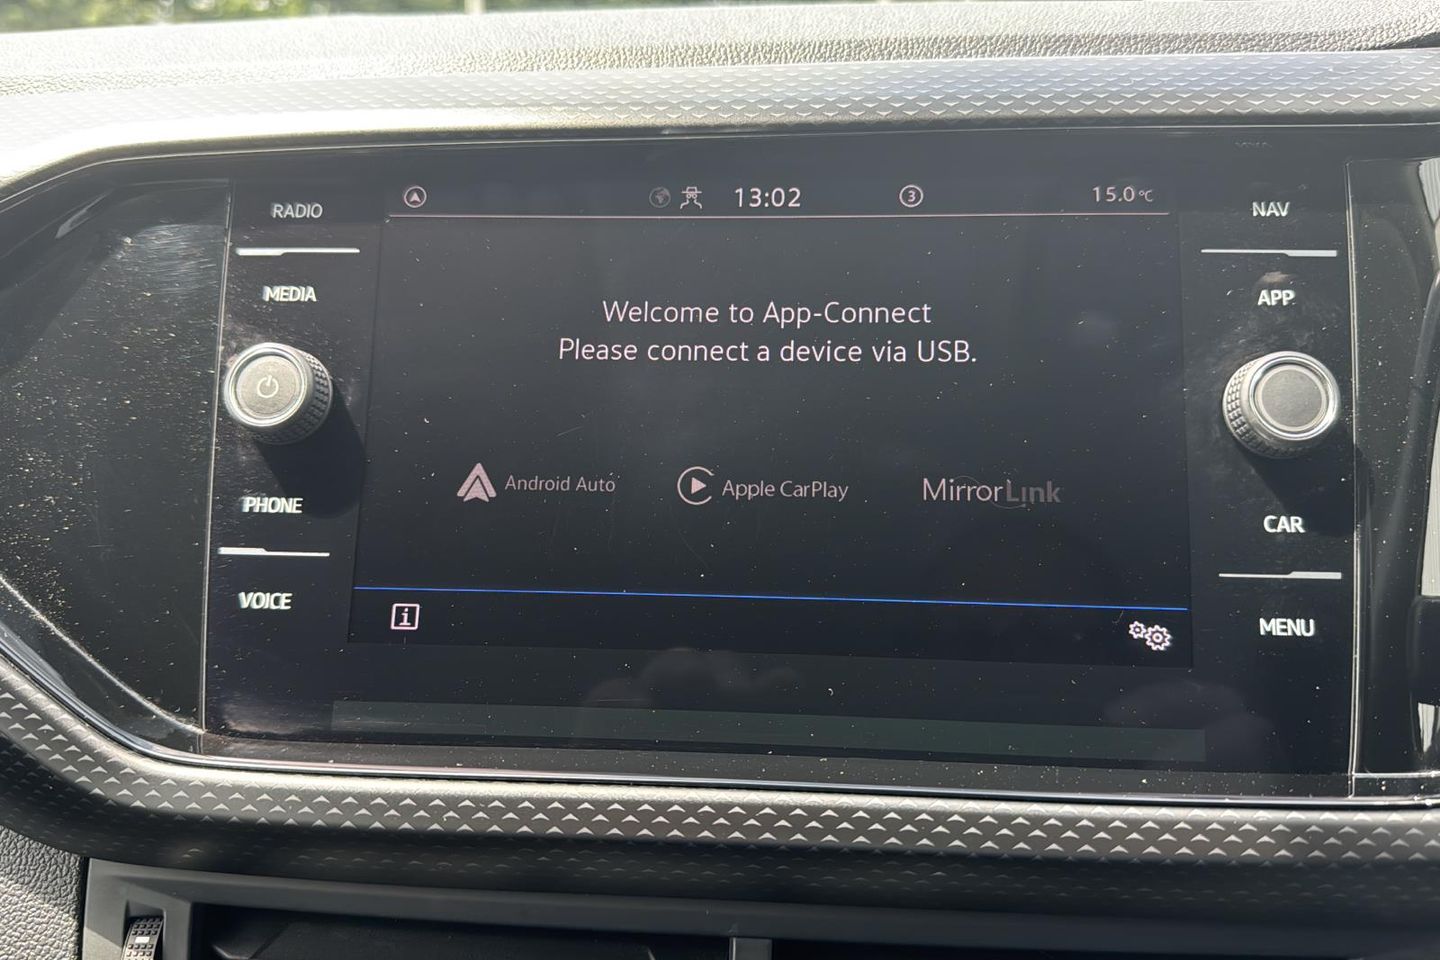 RADIO
MEDIA
PHONE
VOICE
13:02
3
15.0°C
Welcome to App-Connect
Please connect a device via USB.
Android Auto
Apple CarPlay
MirrorLink
i
NAV
APP
CAR
MENU